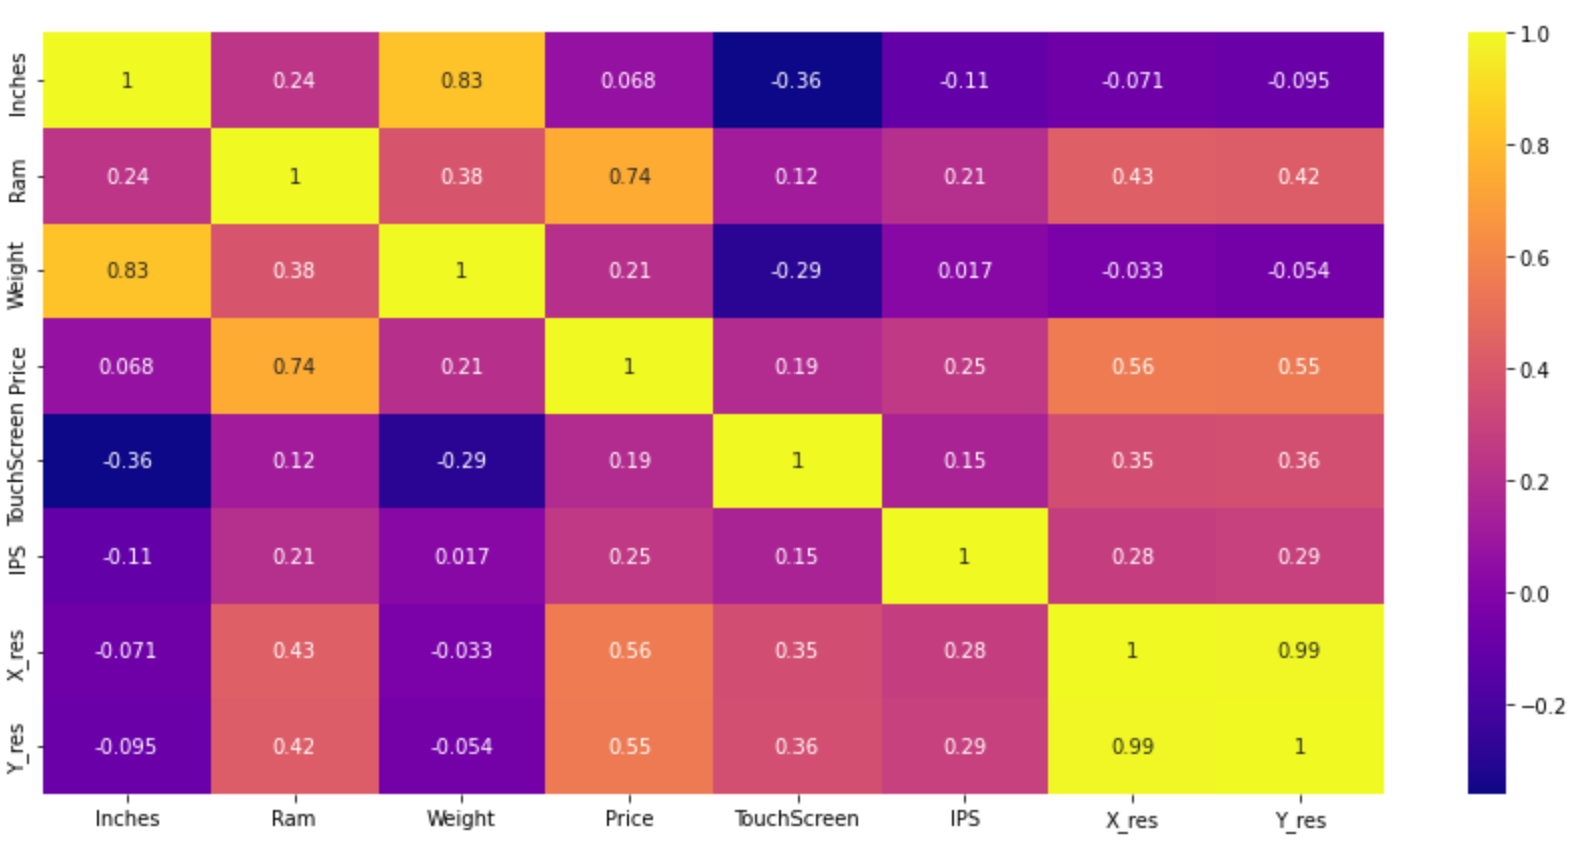 Inches 1 0.24 0.83 0.068 -0.36 -0.11 -0.071 -0.095
Ram 0.24 1 0.38 0.74 0.12 0.21 0.43 0.42
Weight 0.83 0.38 1 0.21 -0.29 0.017 -0.033 -0.054
Price 0.068 0.74 0.21 1 0.19 0.25 0.56 0.55
TouchScreen -0.36 0.12 -0.29 0.19 1 0.15 0.35 0.36
IPS -0.11 0.21 0.017 0.25 0.15 1 0.28 0.29
X_res -0.071 0.43 -0.033 0.56 0.35 0.28 1 0.99
Y_res -0.095 0.42 -0.054 0.55 0.36 0.29 0.99 1
Inches Ram Weight Price TouchScreen IPS X_res Y_res
1.0
0.8
0.6
0.4
0.2
0.0
−0.2